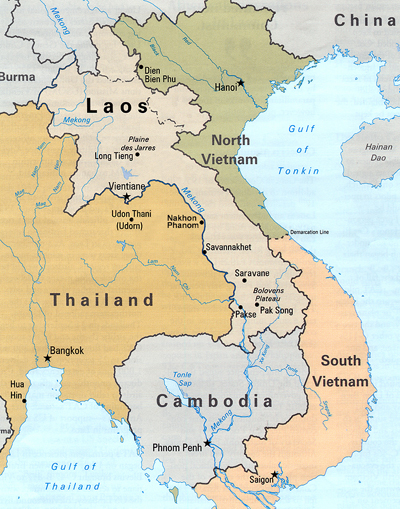 China
Burma
Dien
Bien Phu
Hanoi
Laos
Mekong
Mekong
Plaine
des Jarres
Long Tieng
North
Vietnam
Gulf
of
Tonkin
Hainan
Dao
Vientiane
Mekong
Udon Thani
(Udorn)
Nakhon
Phanom
Savannakhet
Demarcation Line
Saravane
Bolovens
Plateau
Pakse
Pak Song
Thailand
Bangkok
Hua
Hin
Tonle
Sap
Cambodia
Mekong
South
Vietnam
Phnom Penh
Saigon
Gulf of
Thailand